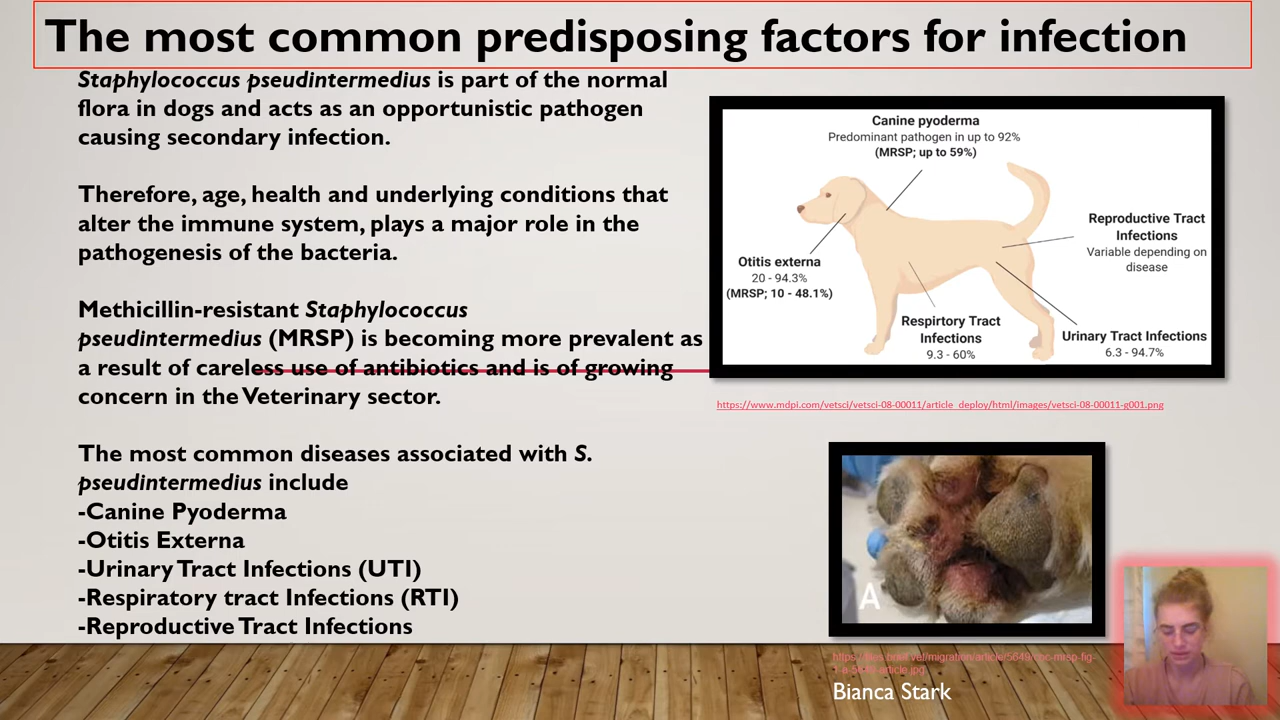 The most common predisposing factors for infection
Staphylococcus pseudintermedius is part of the normal
flora in dogs and acts as an opportunistic pathogen
causing secondary infection.
Therefore, age, health and underlying conditions that
alter the immune system, plays a major role in the
pathogenesis of the bacteria.
Methicillin-resistant Staphylococcus
pseudintermedius (MRSP) is becoming more prevalent as
a result of careless use of antibiotics and is of growing
concern in the Veterinary sector.
The most common diseases associated with S.
pseudintermedius include
-Canine Pyoderma
-Otitis Externa
-Urinary Tract Infections (UTI)
-Respiratory tract Infections (RTI)
-Reproductive Tract Infections
Canine pyoderma
Predominant pathogen in up to 92%
(MRSP; up to 59%)
Reproductive Tract
Infections
Variable depending on
disease
Otitis externa
20 - 94.3%
(MRSP; 10 - 48.1%)
Respirtory Tract
Infections
9.3 - 60%
Urinary Tract Infections
6.3 - 94.7%
https://www.mdpi.com/vetsci/vetsci-08-00011/article_deploy/html/images/vetsci-08-00011-g001.png
A
Bianca Stark